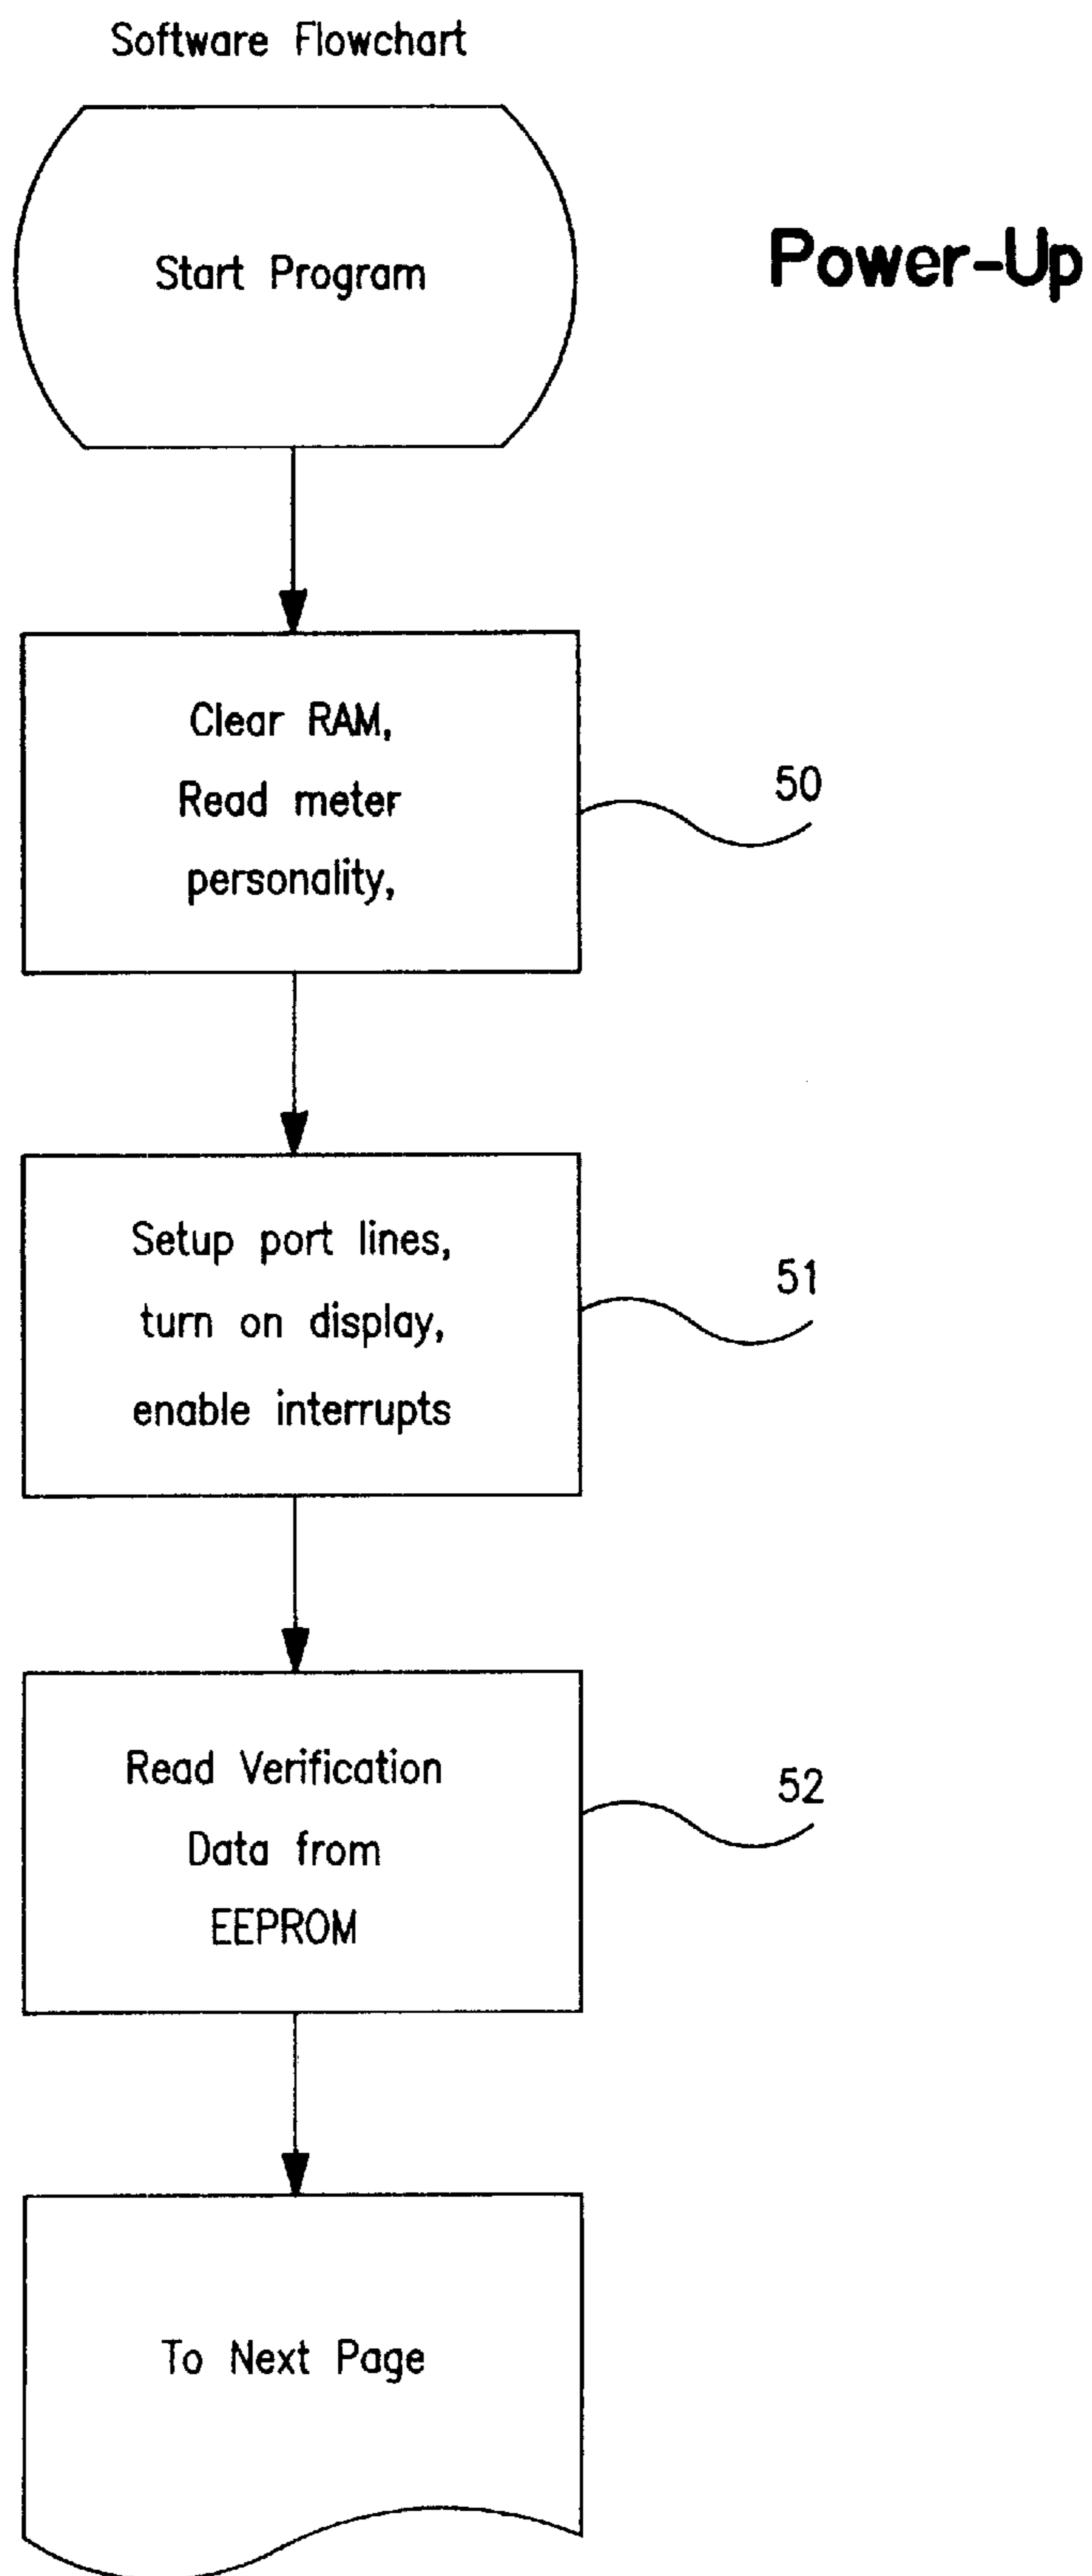 Software Flowchart
Start Program
Power-Up
Clear RAM,
Read meter
personality,
50
Setup port lines,
turn on display,
enable interrupts
51
Read Verification
Data from
EEPROM
52
To Next Page